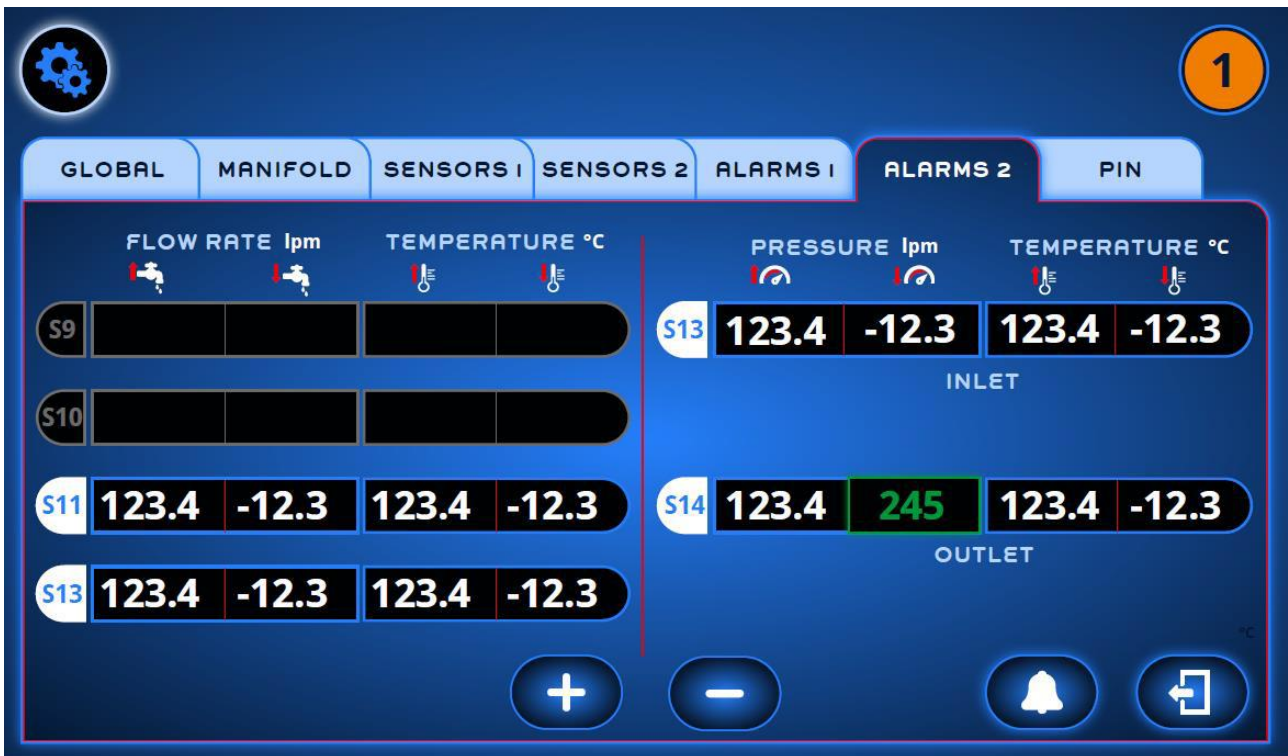 1
GLOBAL MANIFOLD SENSORS 1 SENSORS 2 ALARMS 1 ALARMS 2 PIN
FLOW RATE lpm TEMPERATURE °C PRESSURE lpm TEMPERATURE °C
S9 S13 123.4 -12.3 123.4 -12.3
INLET
S10
S11 123.4 -12.3 123.4 -12.3 S14 123.4 245 123.4 -12.3
OUTLET
S13 123.4 -12.3 123.4 -12.3
°C